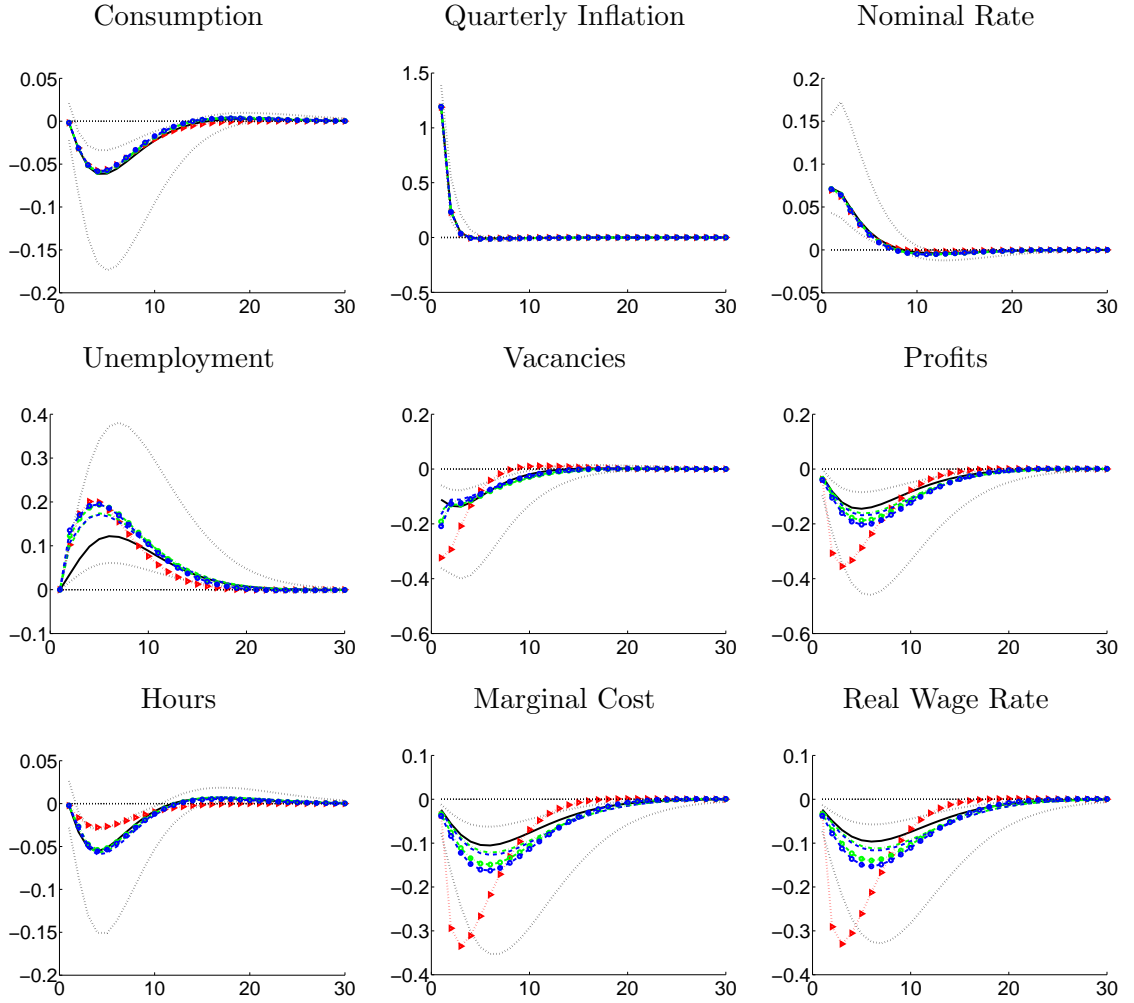 Consumption Quarterly Inflation Nominal Rate
0.05 1.5 0.2
0 1 0.15
−0.05 0.5 0.1
−0.1 0 0.05
−0.15 −0.5 0
−0.2 −0.05
0 10 20 30 0 10 20 30 0 10 20 30
Unemployment Vacancies Profits
0.4 0.2 0.2
0.3 0 0
0.2 −0.2 −0.2
0.1 −0.4 −0.4
0 −0.6 −0.6
−0.1
0 10 20 30 0 10 20 30 0 10 20 30
Hours Marginal Cost Real Wage Rate
0.05 0.1 0.1
0 0 0
−0.05 −0.1 −0.1
−0.1 −0.2 −0.2
−0.15 −0.3 −0.3
−0.2 −0.4 −0.4
0 10 20 30 0 10 20 30 0 10 20 30